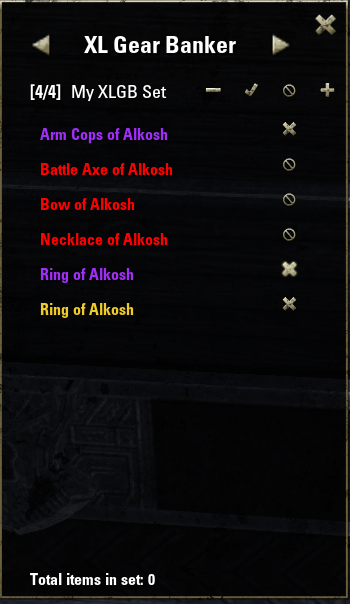 XL Gear Banker
[4/4] My XLGB Set
Arm Cops of Alkosh
Battle Axe of Alkosh
Bow of Alkosh
Necklace of Alkosh
Ring of Alkosh
Ring of Alkosh
Total items in set: 0